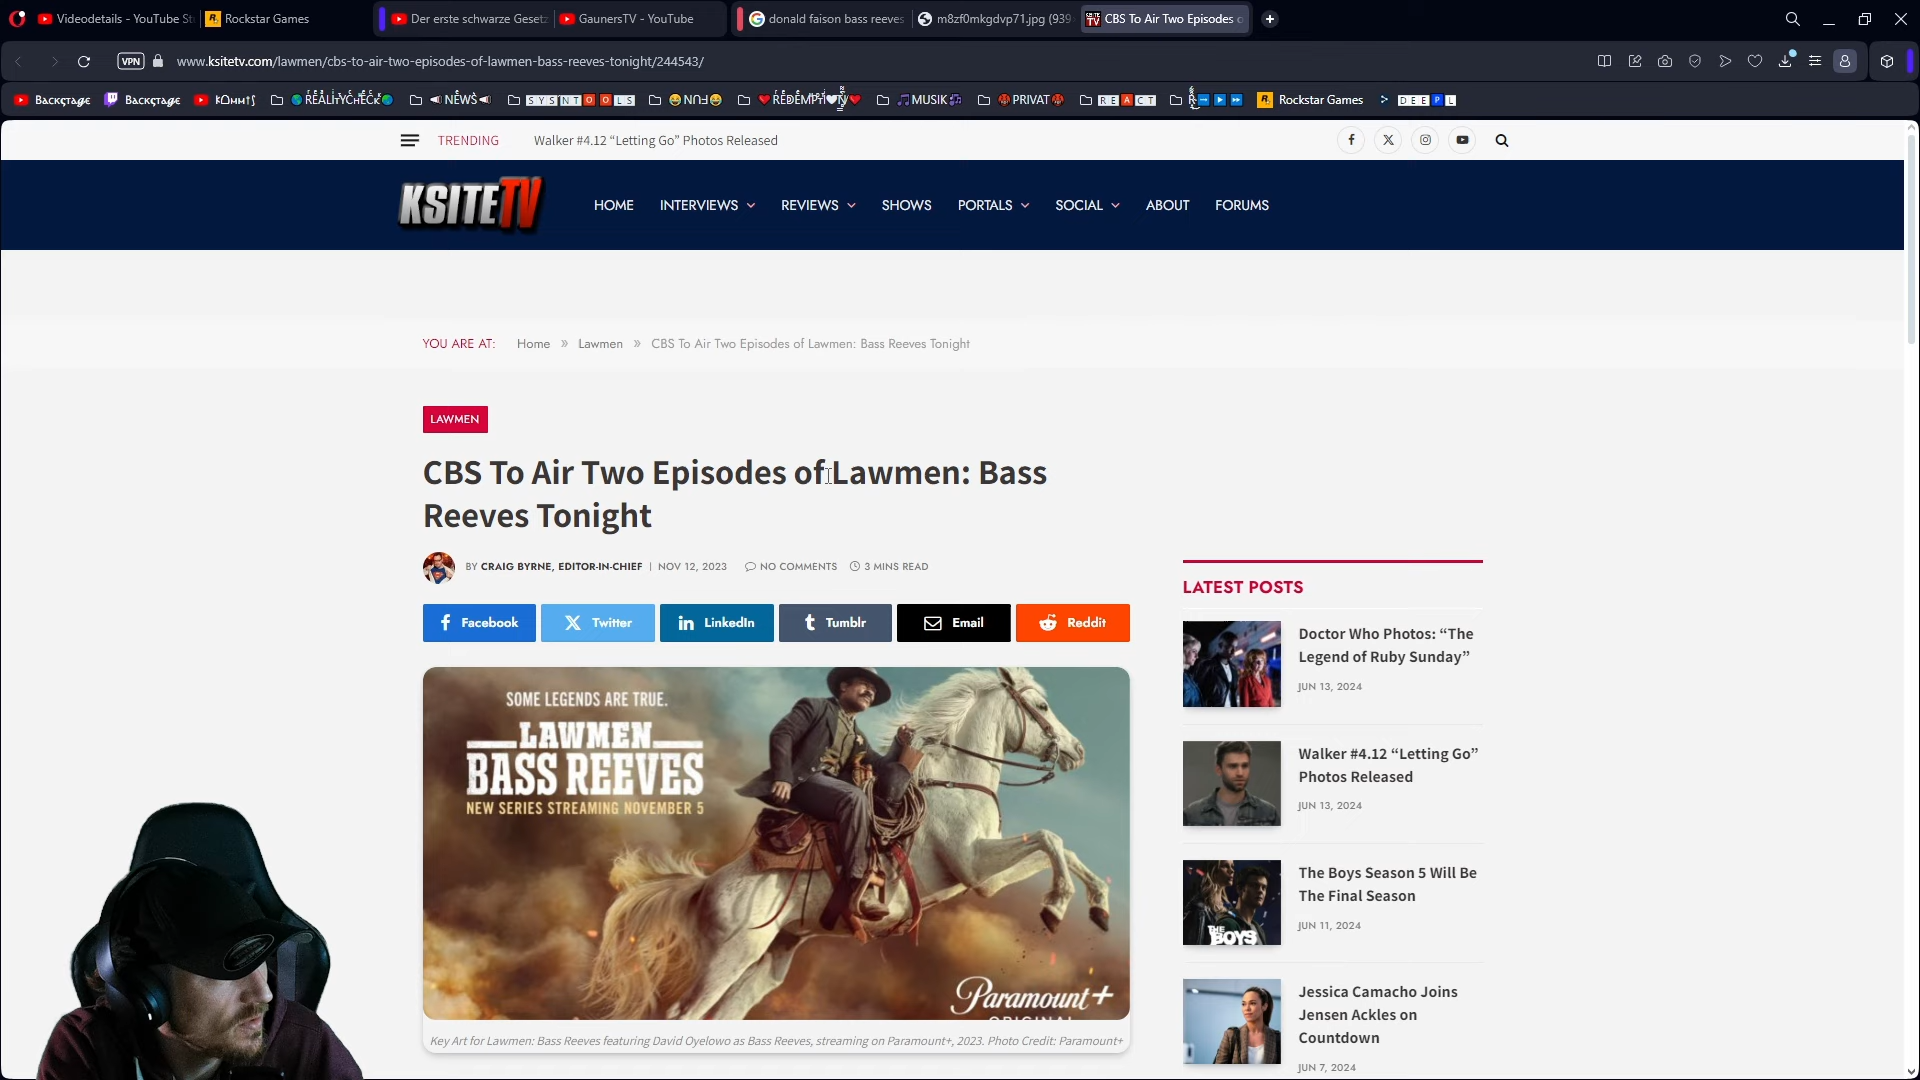 Videodetails - YouTube St
Rockstar Games
Der erste schwarze Gesetz
GaunersTV - YouTube
donald faison bass reeves
m8zf0mkgdvp71.jpg (939
CBS To Air Two Episodes o
VPN
www.ksitetv.com/lawmen/cbs-to-air-two-episodes-of-lawmen-bass-reeves-tonight/244543/
NEWS
MUSIK
PRIVAT
REACT
Rockstar Games
DEEPL
TRENDING
Walker #4.12 “Letting Go” Photos Released
KSITETV
HOME
INTERVIEWS
REVIEWS
SHOWS
PORTALS
SOCIAL
ABOUT
FORUMS
YOU ARE AT:
Home » Lawmen » CBS To Air Two Episodes of Lawmen: Bass Reeves Tonight
LAWMEN
CBS To Air Two Episodes of Lawmen: Bass
Reeves Tonight
BY CRAIG BYRNE, EDITOR-IN-CHIEF | NOV 12, 2023 NO COMMENTS 3 MINS READ
Facebook
Twitter
LinkedIn
Tumblr
Email
Reddit
SOME LEGENDS ARE TRUE.
LAWMEN
BASS REEVES
NEW SERIES STREAMING NOVEMBER 5
Paramount+
ORIGINAL
Key Art for Lawmen: Bass Reeves featuring David Oyelowo as Bass Reeves, streaming on Paramount+, 2023. Photo Credit: Paramount+
LATEST POSTS
Doctor Who Photos: “The
Legend of Ruby Sunday”
JUN 13, 2024
Walker #4.12 “Letting Go”
Photos Released
JUN 13, 2024
THE BOYS
The Boys Season 5 Will Be
The Final Season
JUN 11, 2024
Jessica Camacho Joins
Jensen Ackles on
Countdown
JUN 7, 2024